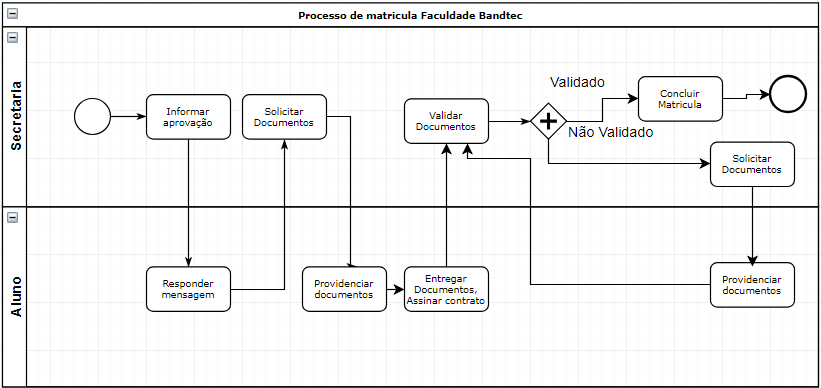 Processo de matricula Faculdade Bandtec
Secretaria
Informar
aprovação
Solicitar
Documentos
Validar
Documentos
Validado
Não Validado
Concluir
Matricula
Solicitar
Documentos
Aluno
Responder
mensagem
Providenciar
documentos
Entregar
Documentos,
Assinar contrato
Providenciar
documentos